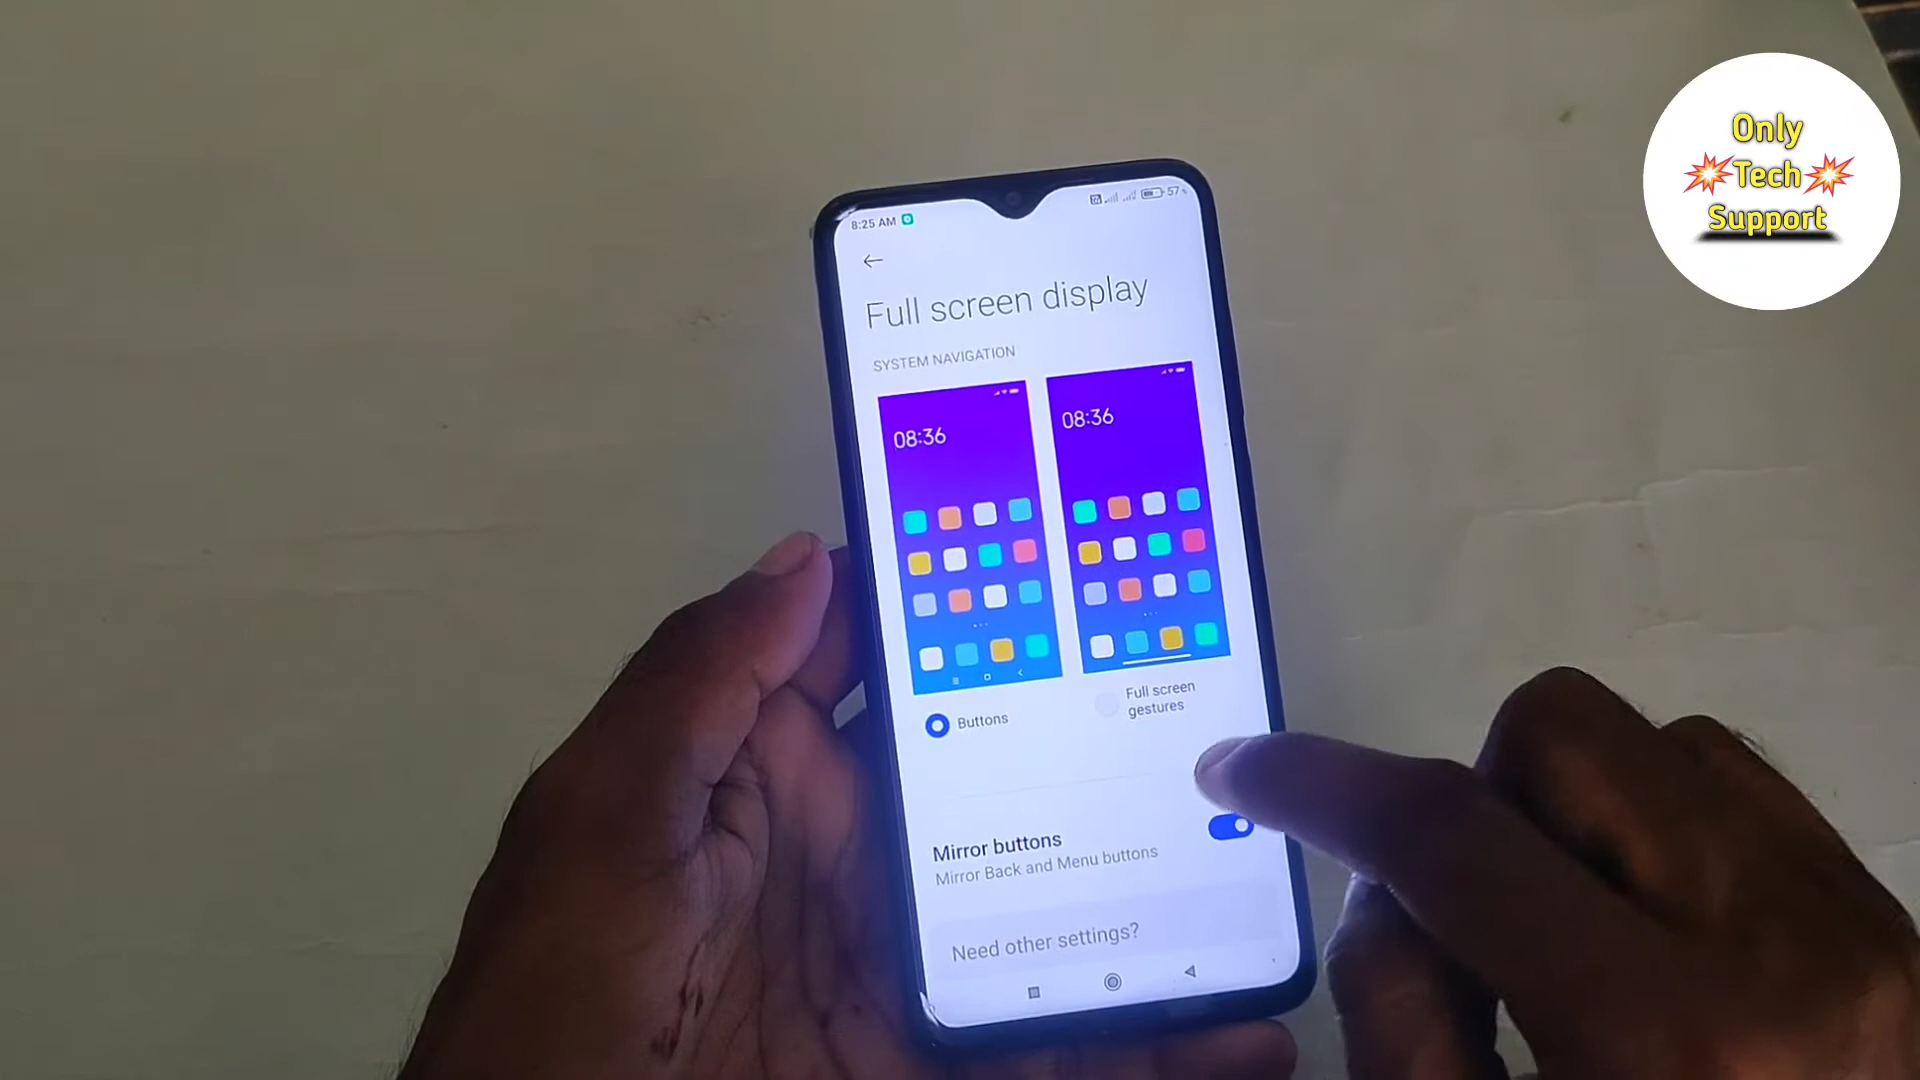 Only
Tech
Support
8:25 AM
57
Full screen display
SYSTEM NAVIGATION
08:36
08:36
Buttons
Full screen
gestures
Mirror buttons
Mirror Back and Menu buttons
Need other settings?